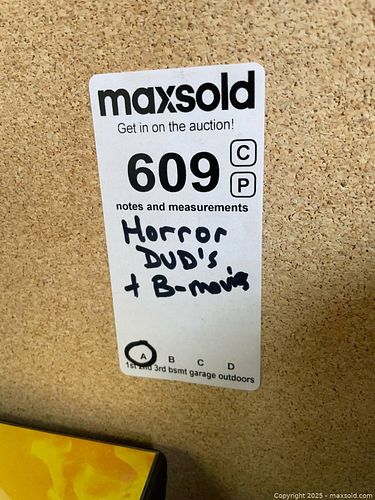 maxsold
Get in on the auction!
609 C
P
notes and measurements
Horror
DVD's
+ B-movies
A B C D
1st 2nd 3rd bsmt garage outdoors
Copyright 2025 - maxsold.com